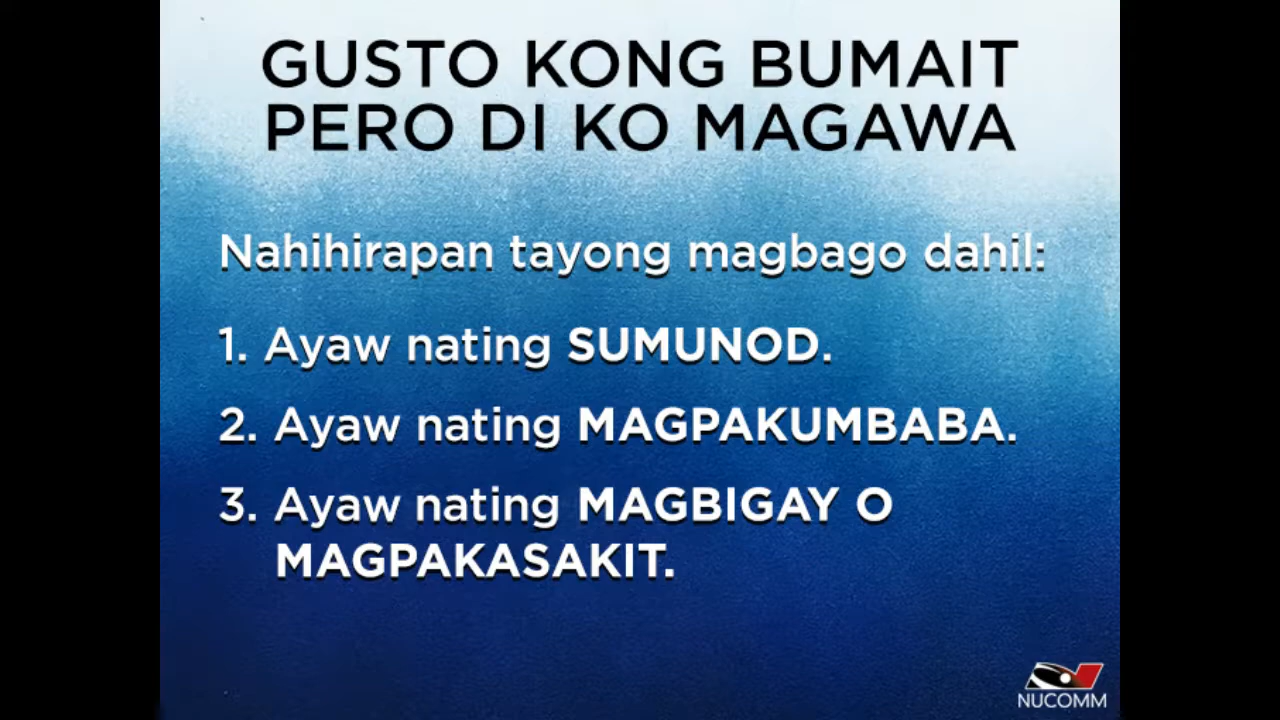 GUSTO KONG BUMAIT
PERO DI KO MAGAWA
Nahihirapan tayong magbago dahil:
1. Ayaw nating SUMUNOD.
2. Ayaw nating MAGPAKUMBABA.
3. Ayaw nating MAGBIGAY O
MAGPAKASAKIT.
NUCOMM